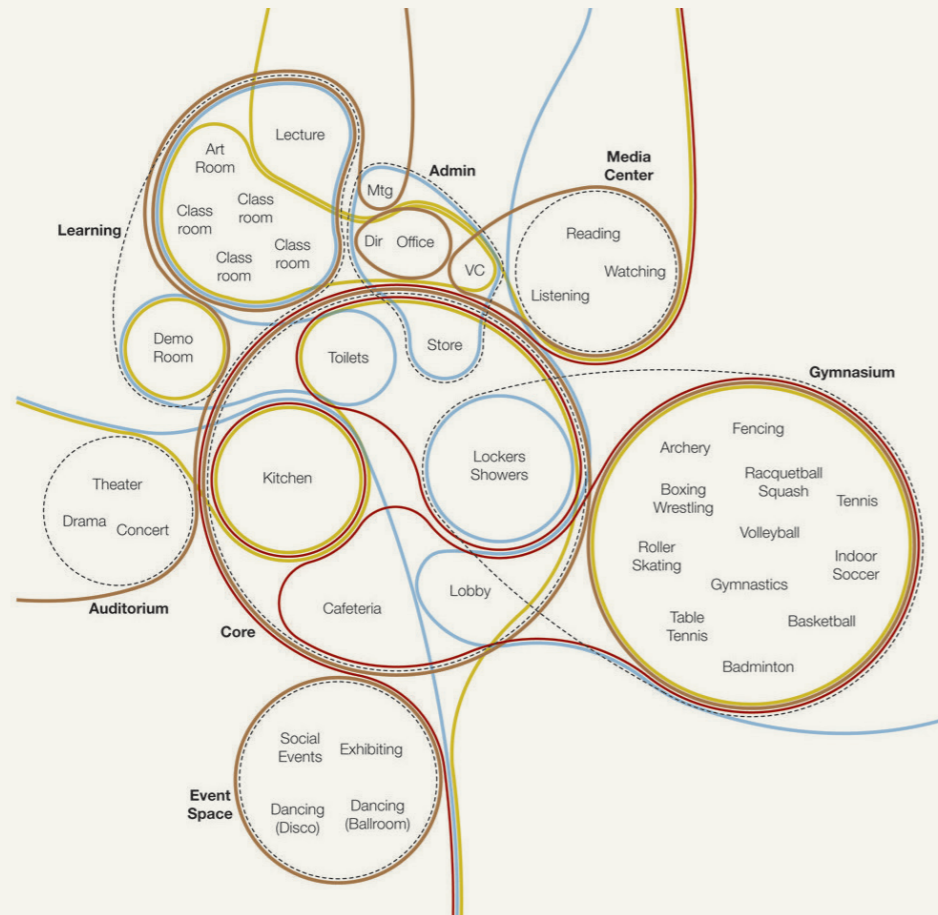 Lecture
Art
Room
Class
room
Class
room
Class
room
Class
room
Learning
Demo
Room
Admin
Mtg
Dir
Office
VC
Store
Media
Center
Reading
Watching
Listening
Toilets
Kitchen
Lockers
Showers
Cafeteria
Lobby
Core
Theater
Drama
Concert
Auditorium
Gymnasium
Fencing
Archery
Racquetball
Squash
Boxing
Wrestling
Tennis
Volleyball
Roller
Skating
Indoor
Soccer
Gymnastics
Table
Tennis
Basketball
Badminton
Social
Events
Exhibiting
Event
Space
Dancing
(Disco)
Dancing
(Ballroom)